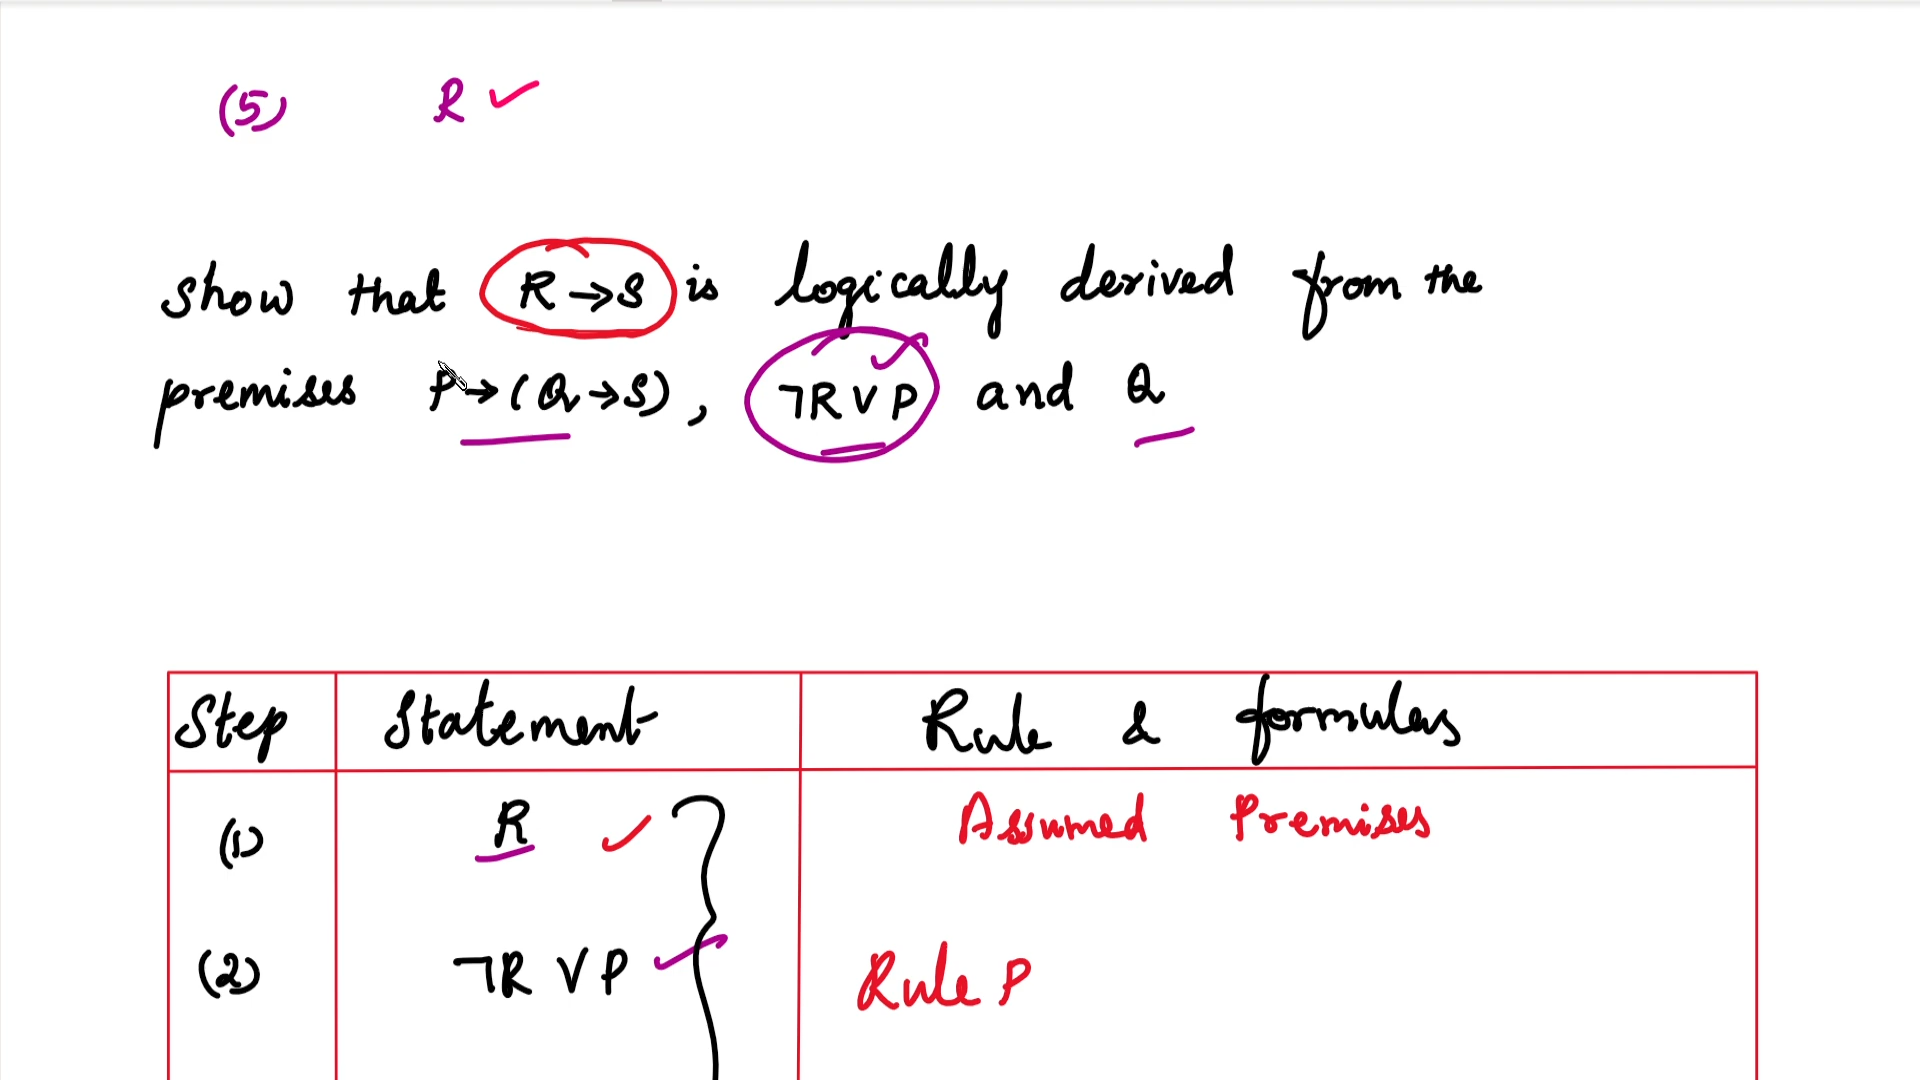 (5) R ✓
show that R → S is logically derived from the
premises P → (Q → S), ¬R ∨ P and Q
Step Statement Rule & formulas
(1) R ✓ Assumed Premises
(2) ¬R ∨ P ✓ Rule P